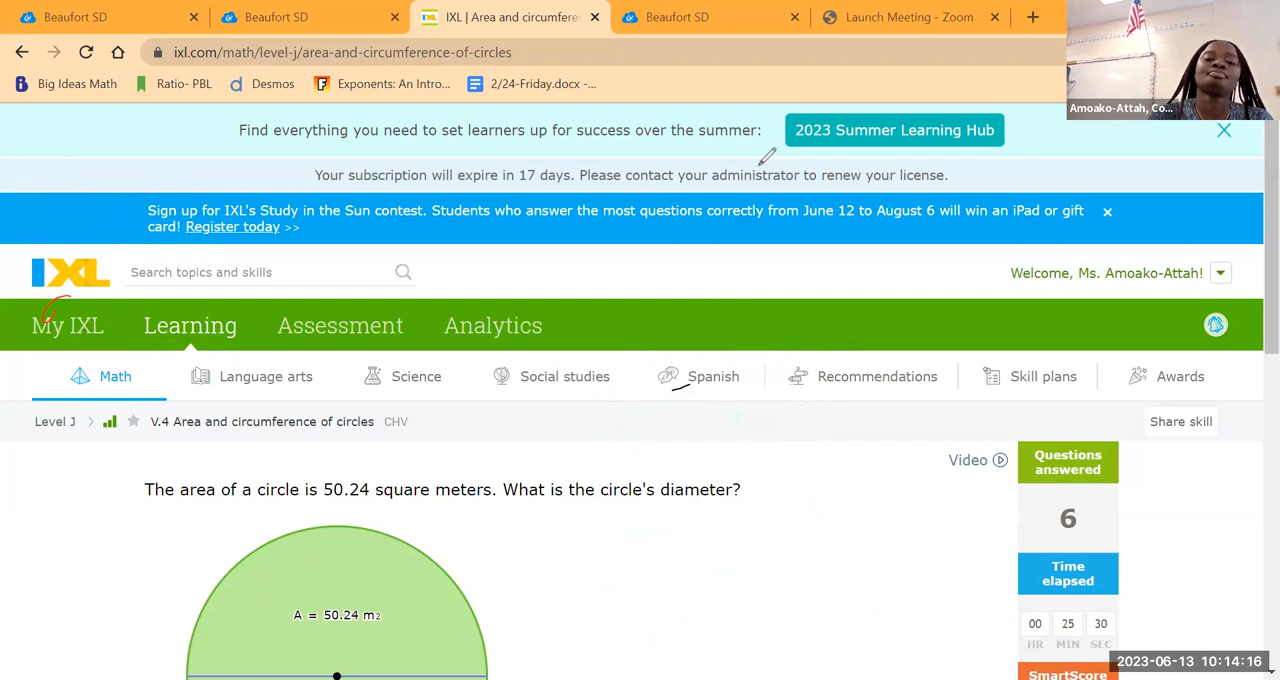 Beaufort SD
Beaufort SD
IXL | Area and circumferen
Beaufort SD
Launch Meeting - Zoom
ixl.com/math/level-j/area-and-circumference-of-circles
Big Ideas Math
Ratio- PBL
Desmos
Exponents: An Intro...
2/24-Friday.docx -...
Amoako-Attah, Co...
Find everything you need to set learners up for success over the summer:
2023 Summer Learning Hub
Your subscription will expire in 17 days. Please contact your administrator to renew your license.
Sign up for IXL's Study in the Sun contest. Students who answer the most questions correctly from June 12 to August 6 will win an iPad or gift
card! Register today >>
IXL
Search topics and skills
Welcome, Ms. Amoako-Attah!
My IXL
Learning
Assessment
Analytics
Math
Language arts
Science
Social studies
Spanish
Recommendations
Skill plans
Awards
Level J
V.4 Area and circumference of circles
CHV
Share skill
Video
The area of a circle is 50.24 square meters. What is the circle's diameter?
A = 50.24 m2
Questions
answered
6
Time
elapsed
00 25 30
HR MIN SEC
SmartScore
2023-06-13 10:14:16